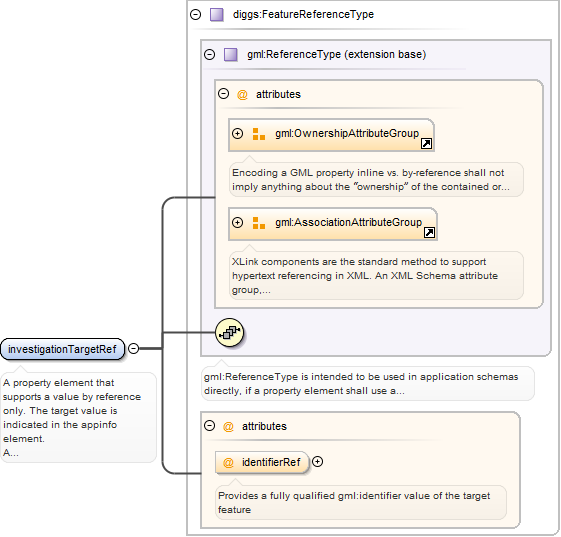 diggs:FeatureReferenceType
gml:ReferenceType (extension base)
@ attributes
gml:OwnershipAttributeGroup
Encoding a GML property inline vs. by-reference shall not
imply anything about the “ownership” of the contained or...
gml:AssociationAttributeGroup
XLink components are the standard method to support
hypertext referencing in XML. An XML Schema attribute
group,...
investigationTargetRef
A property element that
supports a value by reference
only. The target value is
indicated in the appinfo
element.
A...
gml:ReferenceType is intended to be used in application schemas
directly, if a property element shall use a...
@ attributes
@ identifierRef
Provides a fully qualified gml:identifier value of the target
feature